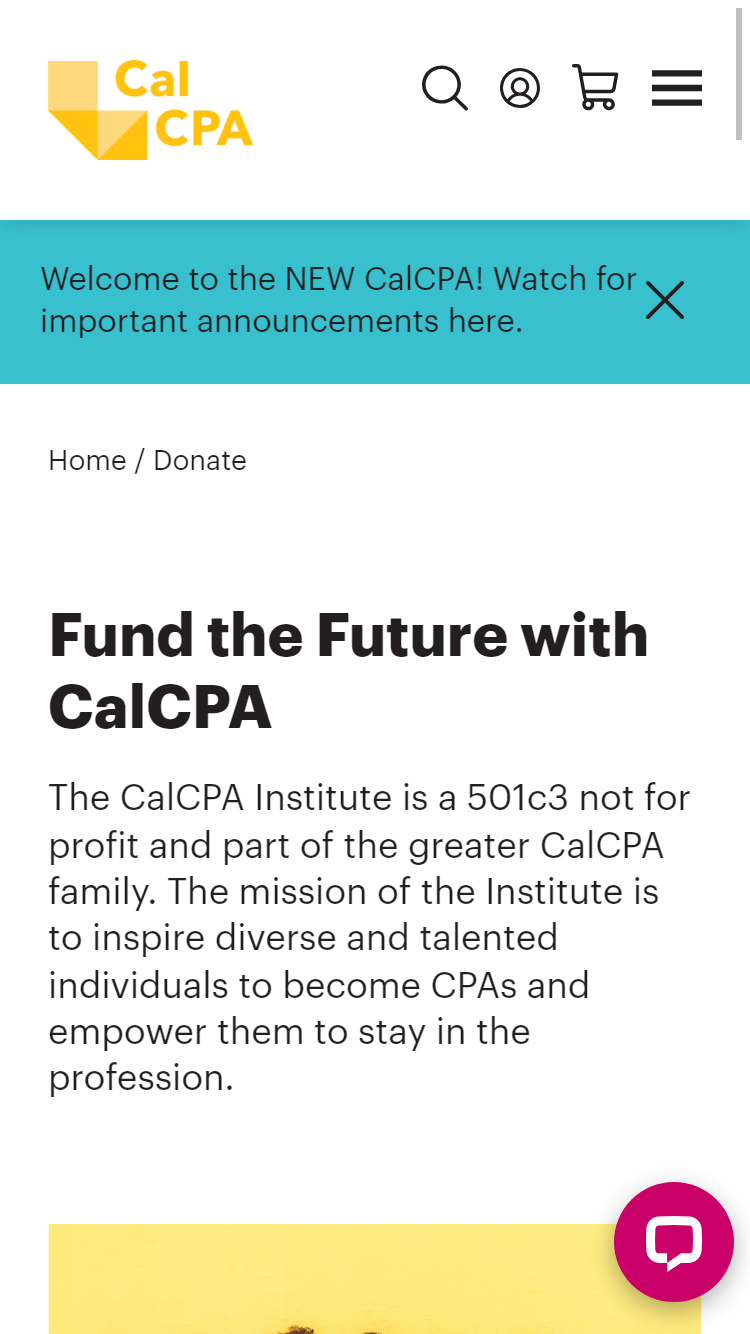 Cal
CPA
Welcome to the NEW CalCPA! Watch for
important announcements here.
Home / Donate
Fund the Future with
CalCPA
The CalCPA Institute is a 501c3 not for
profit and part of the greater CalCPA
family. The mission of the Institute is
to inspire diverse and talented
individuals to become CPAs and
empower them to stay in the
profession.